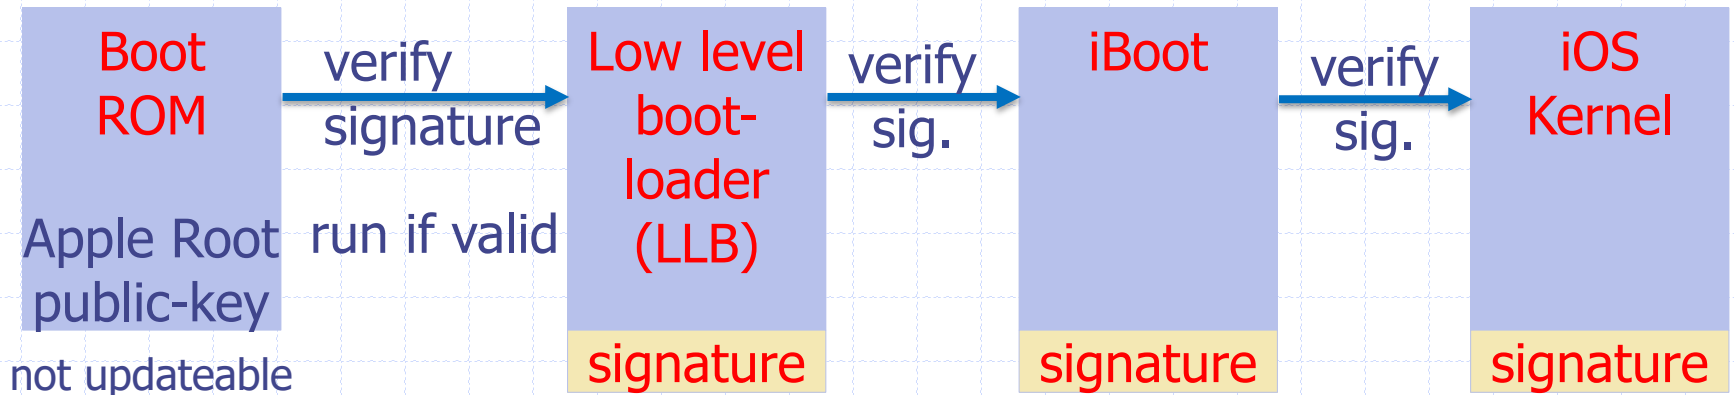 Boot
ROM
Apple Root
public-key
not updateable
verify
signature
run if valid
Low level
boot-
loader
(LLB)
signature
verify
sig.
iBoot
signature
verify
sig.
iOS
Kernel
signature